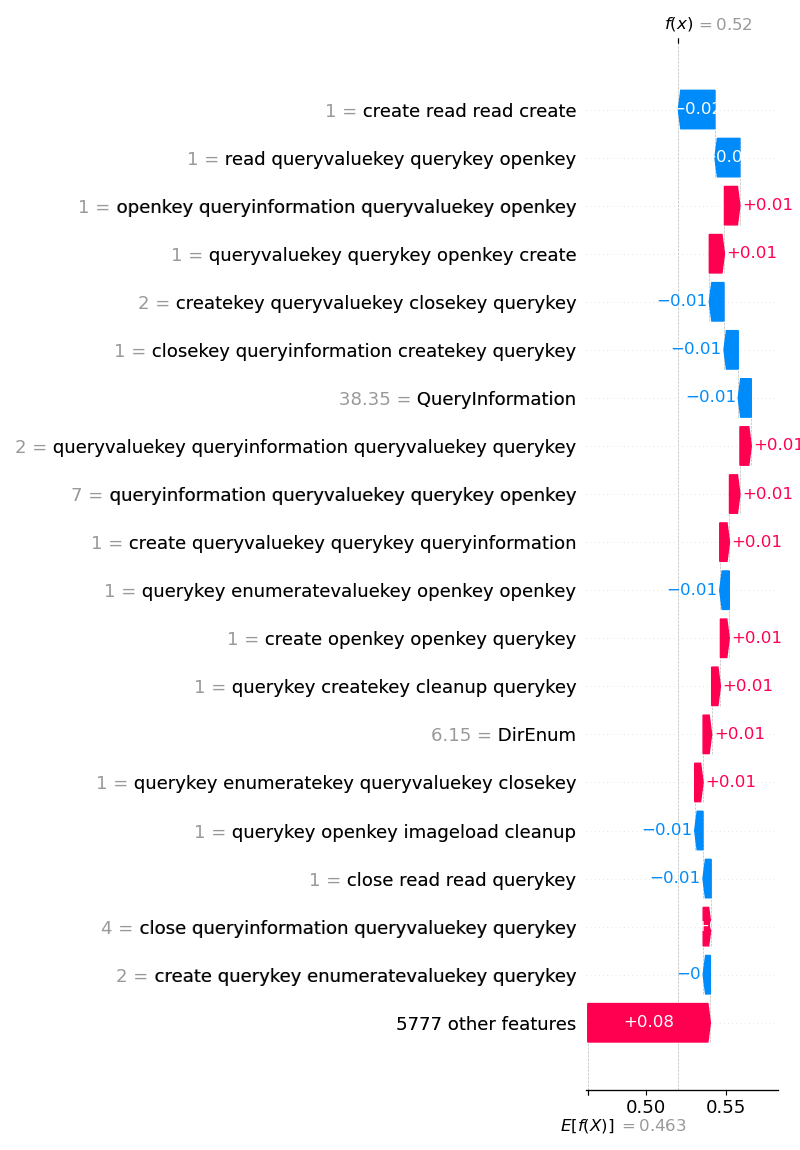 f(x) = 0.52
1 = create read read create
−0.02
1 = read queryvaluekey querykey openkey
1 = openkey queryinformation queryvaluekey openkey
+0.01
1 = queryvaluekey querykey openkey create
+0.01
2 = createkey queryvaluekey closekey querykey
−0.01
1 = closekey queryinformation createkey querykey
−0.01
38.35 = QueryInformation
−0.01
2 = queryvaluekey queryinformation queryvaluekey querykey
+0.01
7 = queryinformation queryvaluekey querykey openkey
+0.01
1 = create queryvaluekey querykey queryinformation
+0.01
1 = querykey enumeratevaluekey openkey openkey
−0.01
1 = create openkey openkey querykey
+0.01
1 = querykey createkey cleanup querykey
+0.01
6.15 = DirEnum
+0.01
1 = querykey enumeratekey queryvaluekey closekey
+0.01
1 = querykey openkey imageload cleanup
−0.01
1 = close read read querykey
−0.01
4 = close queryinformation queryvaluekey querykey
2 = create querykey enumeratevaluekey querykey
−0
5777 other features
+0.08
0.50 0.55
E[f(X)] = 0.463